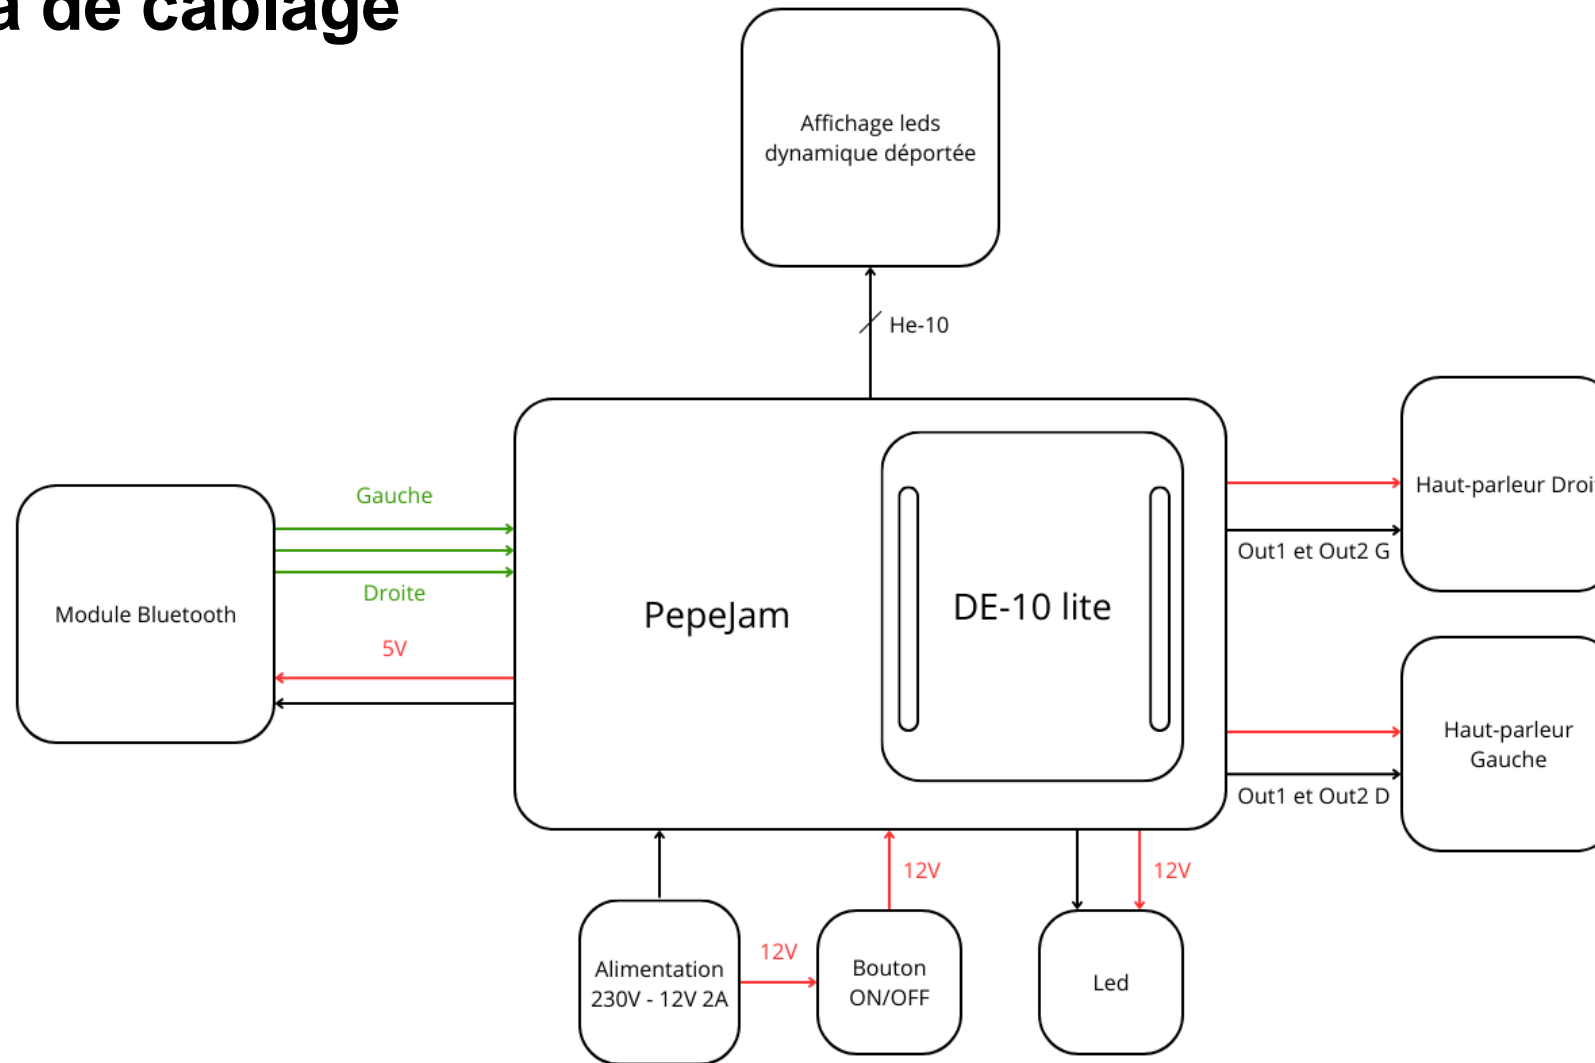 a de câblage
Affichage leds
dynamique déportée
He-10
Gauche
Droite
5V
Module Bluetooth
PepeJam
DE-10 lite
Haut-parleur Droi
Out1 et Out2 G
Haut-parleur
Gauche
Out1 et Out2 D
12V
12V
12V
Alimentation
230V - 12V 2A
Bouton
ON/OFF
Led